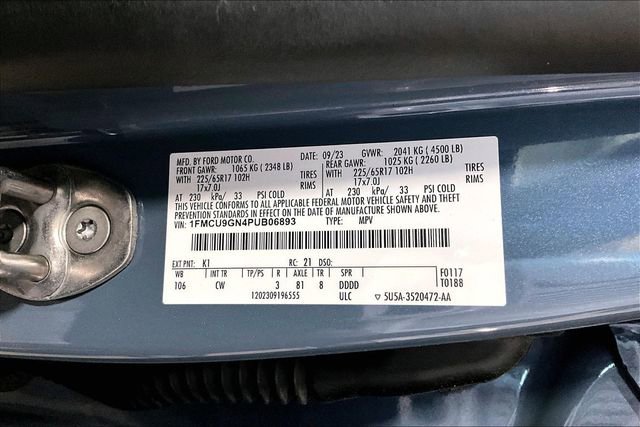 MFD. BY FORD MOTOR CO. DATE: 09/23 GVWR: 2041 KG ( 4500 LB)
FRONT GAWR: 1065 KG ( 2348 LB) REAR GAWR: 1025 KG ( 2260 LB)
WITH 225/65R17 102H TIRES WITH 225/65R17 102H TIRES
17x7.0J RIMS 17x7.0J RIMS
AT 230 kPa/ 33 PSI COLD AT 230 kPa/ 33 PSI COLD
THIS VEHICLE CONFORMS TO ALL APPLICABLE FEDERAL MOTOR VEHICLE SAFETY AND THEFT
PREVENTION STANDARDS IN EFFECT ON THE DATE OF MANUFACTURE SHOWN ABOVE.
VIN: 1FMCU9GN4PUB06893 TYPE: MPV
EXT PNT: K1 RC: 21 DSO:
WB INT TR TP/PS R AXLE TR SPR F0117
106 CW 3 81 8 DDDD T0188
1202309196555 ULC ▽ 5U5A-3520472-AA